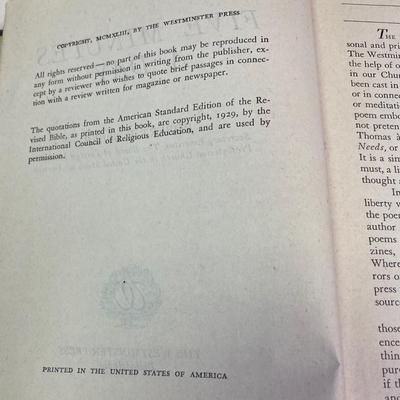 COPYRIGHT, MCMXLIII, BY THE WESTMINSTER PRESS
All rights reserved — no part of this book may be reproduced in
any form without permission in writing from the publisher, ex-
cept by a reviewer who wishes to quote brief passages in connec-
tion with a review written for magazine or newspaper.
The quotations from the American Standard Edition of the Re-
vised Bible, as printed in this book, are copyright, 1929, by the
International Council of Religious Education, and are used by
permission.
PRINTED IN THE UNITED STATES OF AMERICA
THE
sonal and pri
The Westmin
the help of o
in our Chur
been cast in
or in connec
or meditatio
poem embo
not preten
Thomas à
Needs, or
It is a sim
must, a li
thought
In
liberty v
the poe
author
poems
zines,
Where
rors o
press
sourc
those
ence
thin
pur
if th
and